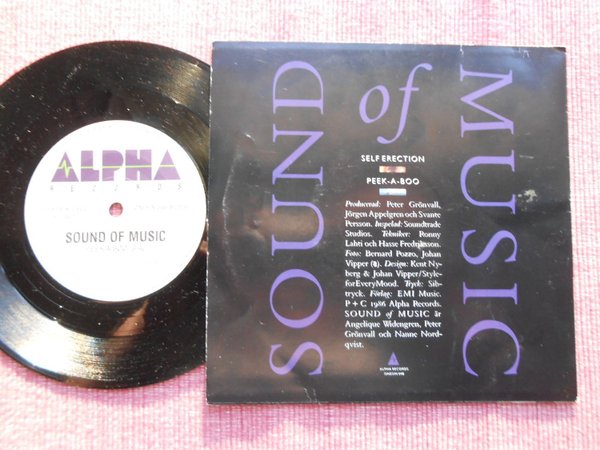 ALPHA
RECORDS
SOUND OF MUSIC
SOUND
of
MUSIC
SELF ERECTION
PEEK-A-BOO
Producerad: Peter Grönvall,
Jörgen Appelgren och Svante
Persson. Inspelad: Soundtrade
Studios. Tekniker: Ronny
Lahti och Hasse Fredriksson.
Foto: Bernard Pozzo, Johan
Vipper (1). Design: Kent Ny-
berg & Johan Vipper/Style-
forEveryMood. Tryck: Sib-
tryck. Förlag: EMI Music.
P + C 1986 Alpha Records.
SOUND of MUSIC är
Angelique Widengren, Peter
Grönvall och Nanne Nord-
qvist.
ALPHA RECORDS